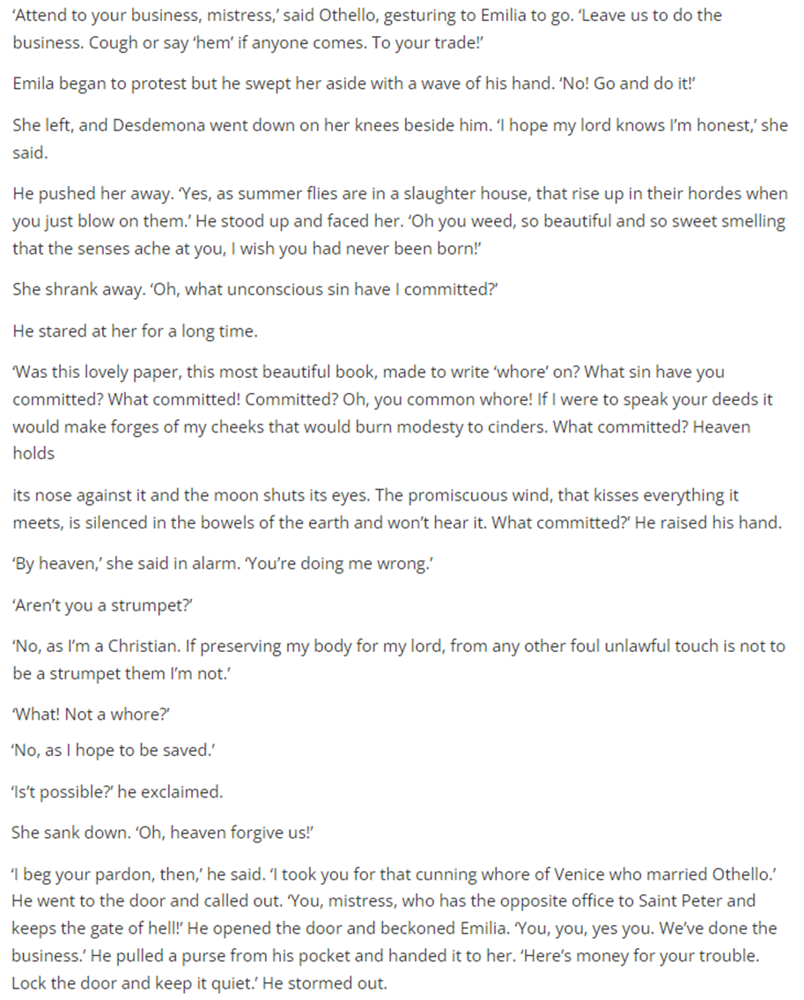 ‘Attend to your business, mistress,’ said Othello, gesturing to Emilia to go. ‘Leave us to do the
business. Cough or say ‘hem’ if anyone comes. To your trade!’
Emila began to protest but he swept her aside with a wave of his hand. ‘No! Go and do it!’
She left, and Desdemona went down on her knees beside him. ‘I hope my lord knows I’m honest,’ she
said.
He pushed her away. ‘Yes, as summer flies are in a slaughter house, that rise up in their hordes when
you just blow on them.’ He stood up and faced her. ‘Oh you weed, so beautiful and so sweet smelling
that the senses ache at you, I wish you had never been born!’
She shrank away. ‘Oh, what unconscious sin have I committed?’
He stared at her for a long time.
‘Was this lovely paper, this most beautiful book, made to write ‘whore’ on? What sin have you
committed? What committed! Committed? Oh, you common whore! If I were to speak your deeds it
would make forges of my cheeks that would burn modesty to cinders. What committed? Heaven
holds
its nose against it and the moon shuts its eyes. The promiscuous wind, that kisses everything it
meets, is silenced in the bowels of the earth and won’t hear it. What committed?’ He raised his hand.
‘By heaven,’ she said in alarm. ‘You’re doing me wrong.’
‘Aren’t you a strumpet?’
‘No, as I’m a Christian. If preserving my body for my lord, from any other foul unlawful touch is not to
be a strumpet them I’m not.’
‘What! Not a whore?’
‘No, as I hope to be saved.’
‘Is’t possible?’ he exclaimed.
She sank down. ‘Oh, heaven forgive us!’
‘I beg your pardon, then,’ he said. ‘I took you for that cunning whore of Venice who married Othello.’
He went to the door and called out. ‘You, mistress, who has the opposite office to Saint Peter and
keeps the gate of hell!’ He opened the door and beckoned Emilia. ‘You, you, yes you. We’ve done the
business.’ He pulled a purse from his pocket and handed it to her. ‘Here’s money for your trouble.
Lock the door and keep it quiet.’ He stormed out.